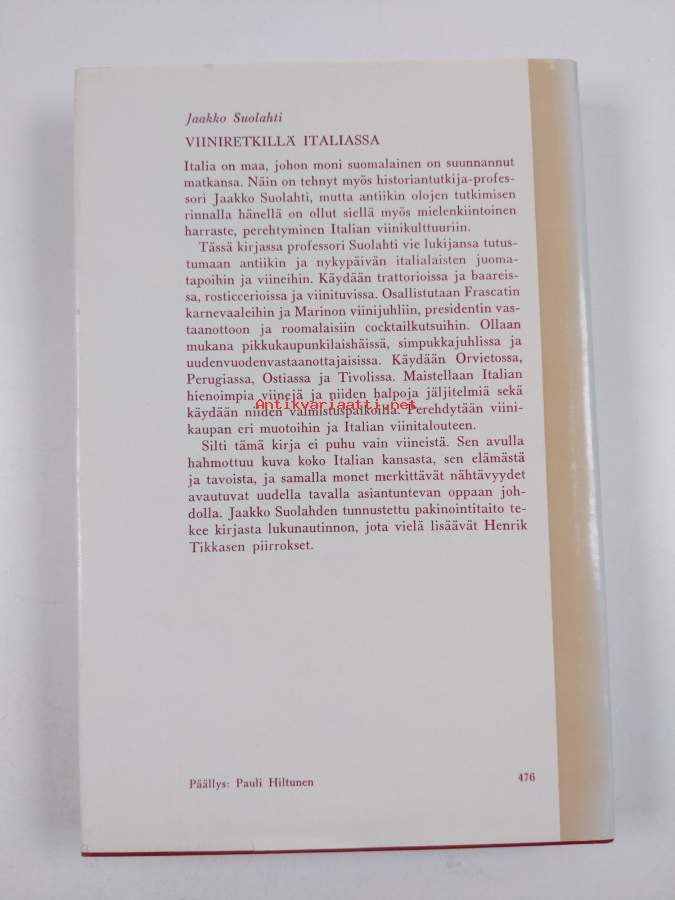 Jaakko Suolahti
VIINIRETKILLÄ ITALIASSA
Italia on maa, johon moni suomalainen on suunnannut
matkansa. Näin on tehnyt myös historiantutkija-profes-
sori Jaakko Suolahti, mutta antiikin olojen tutkimisen
rinnalla hänellä on ollut siellä myös mielenkiintoinen
harraste, perehtyminen Italian viinikulttuuriin.
Tässä kirjassa professori Suolahti vie lukijansa tutus-
tumaan antiikin ja nykypäivän italialaisten juoma-
tapoihin ja viineihin. Käydään trattorioissa ja baareis-
sa, rosticcerioissa ja viinituvissa. Osallistutaan Frascatin
karnevaaleihin ja Marinon viinijuhliin, presidentin vas-
taanottoon ja roomalaisiin cocktailkutsuihin. Ollaan
mukana pikkukaupunkilaishäissä, simpukkajuhlissa ja
uudenvuodenvastaanottajaisissa. Käydään Orvietossa,
Perugiassa, Ostiassa ja Tivolissa. Maistellaan Italian
hienoimpia viinejä ja niiden halpoja jäljitelmiä sekä
Antikvariaatti.net
käydään niiden valmistuspaikoilla. Perehdytään viini-
kaupan eri muotoihin ja Italian viinitalouteen.
Silti tämä kirja ei puhu vain viineistä. Sen avulla
hahmottuu kuva koko Italian kansasta, sen elämästä
ja tavoista, ja samalla monet merkittävät nähtävyydet
avautuvat uudella tavalla asiantuntevan oppaan joh-
dolla. Jaakko Suolahden tunnustettu pakinointitaito te-
kee kirjasta lukunautinnon, jota vielä lisäävät Henrik
Tikkasen piirrokset.
Päällys: Pauli Hiltunen
476